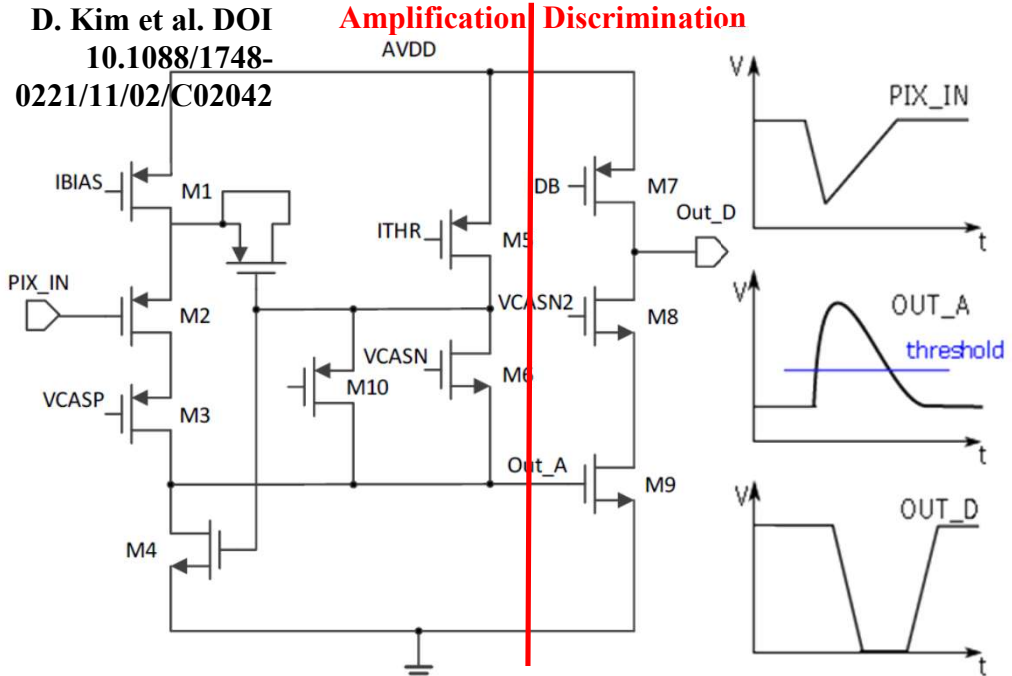 D. Kim et al. DOI
10.1088/1748-
0221/11/02/C02042
Amplification Discrimination
AVDD
IBIAS
M1
PIX_IN
M2
VCASP
M3
M4
ITHR
M5
VCASN
M6
M10
Out_A
DB
M7
Out_D
VCASN2
M8
M9
V
PIX_IN
t
V
OUT_A
threshold
t
V
OUT_D
t